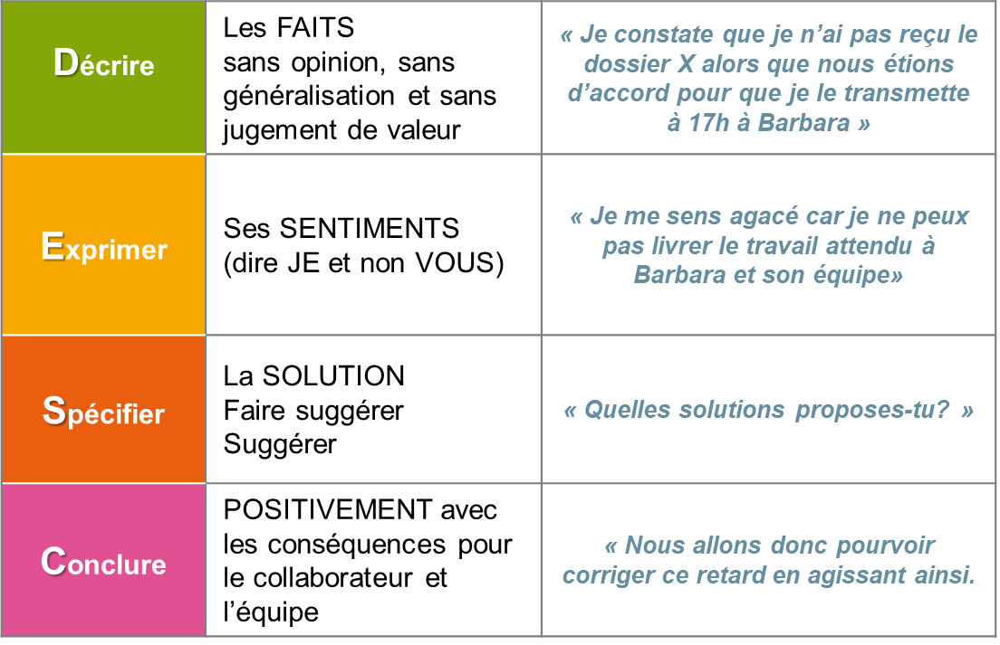 Décrire
Les FAITS
sans opinion, sans
généralisation et sans
jugement de valeur
« Je constate que je n’ai pas reçu le
dossier X alors que nous étions
d’accord pour que je le transmette
à 17h à Barbara »
Exprimer
Ses SENTIMENTS
(dire JE et non VOUS)
« Je me sens agacé car je ne peux
pas livrer le travail attendu à
Barbara et son équipe»
Spécifier
La SOLUTION
Faire suggérer
Suggérer
« Quelles solutions proposes-tu? »
Conclure
POSITIVEMENT avec
les conséquences pour
le collaborateur et
l’équipe
« Nous allons donc pourvoir
corriger ce retard en agissant ainsi.